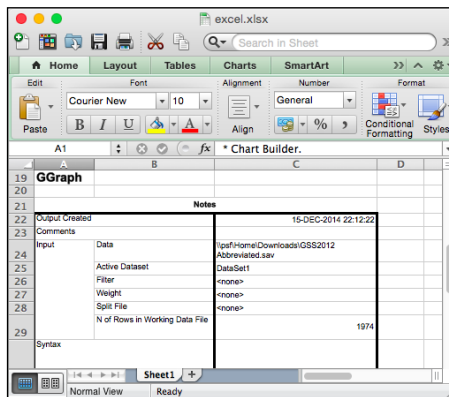 excel.xlsx
Search in Sheet
Home Layout Tables Charts SmartArt
Edit Font Alignment Number Format
Courier New 10 General
Paste B I U A Align % , Conditional Formatting Styles
A1 fx * Chart Builder.
A B C D
19 GGraph
20
21 Notes
22 Output Created 15-DEC-2014 22:12:22
23 Comments
24 Input Data \\psf\Home\Downloads\GSS2012
Abbreviated.sav
25 Active Dataset DataSet1
26 Filter <none>
27 Weight <none>
28 Split File <none>
29 N of Rows in Working Data File 1974
Syntax
Sheet1 +
Normal View Ready